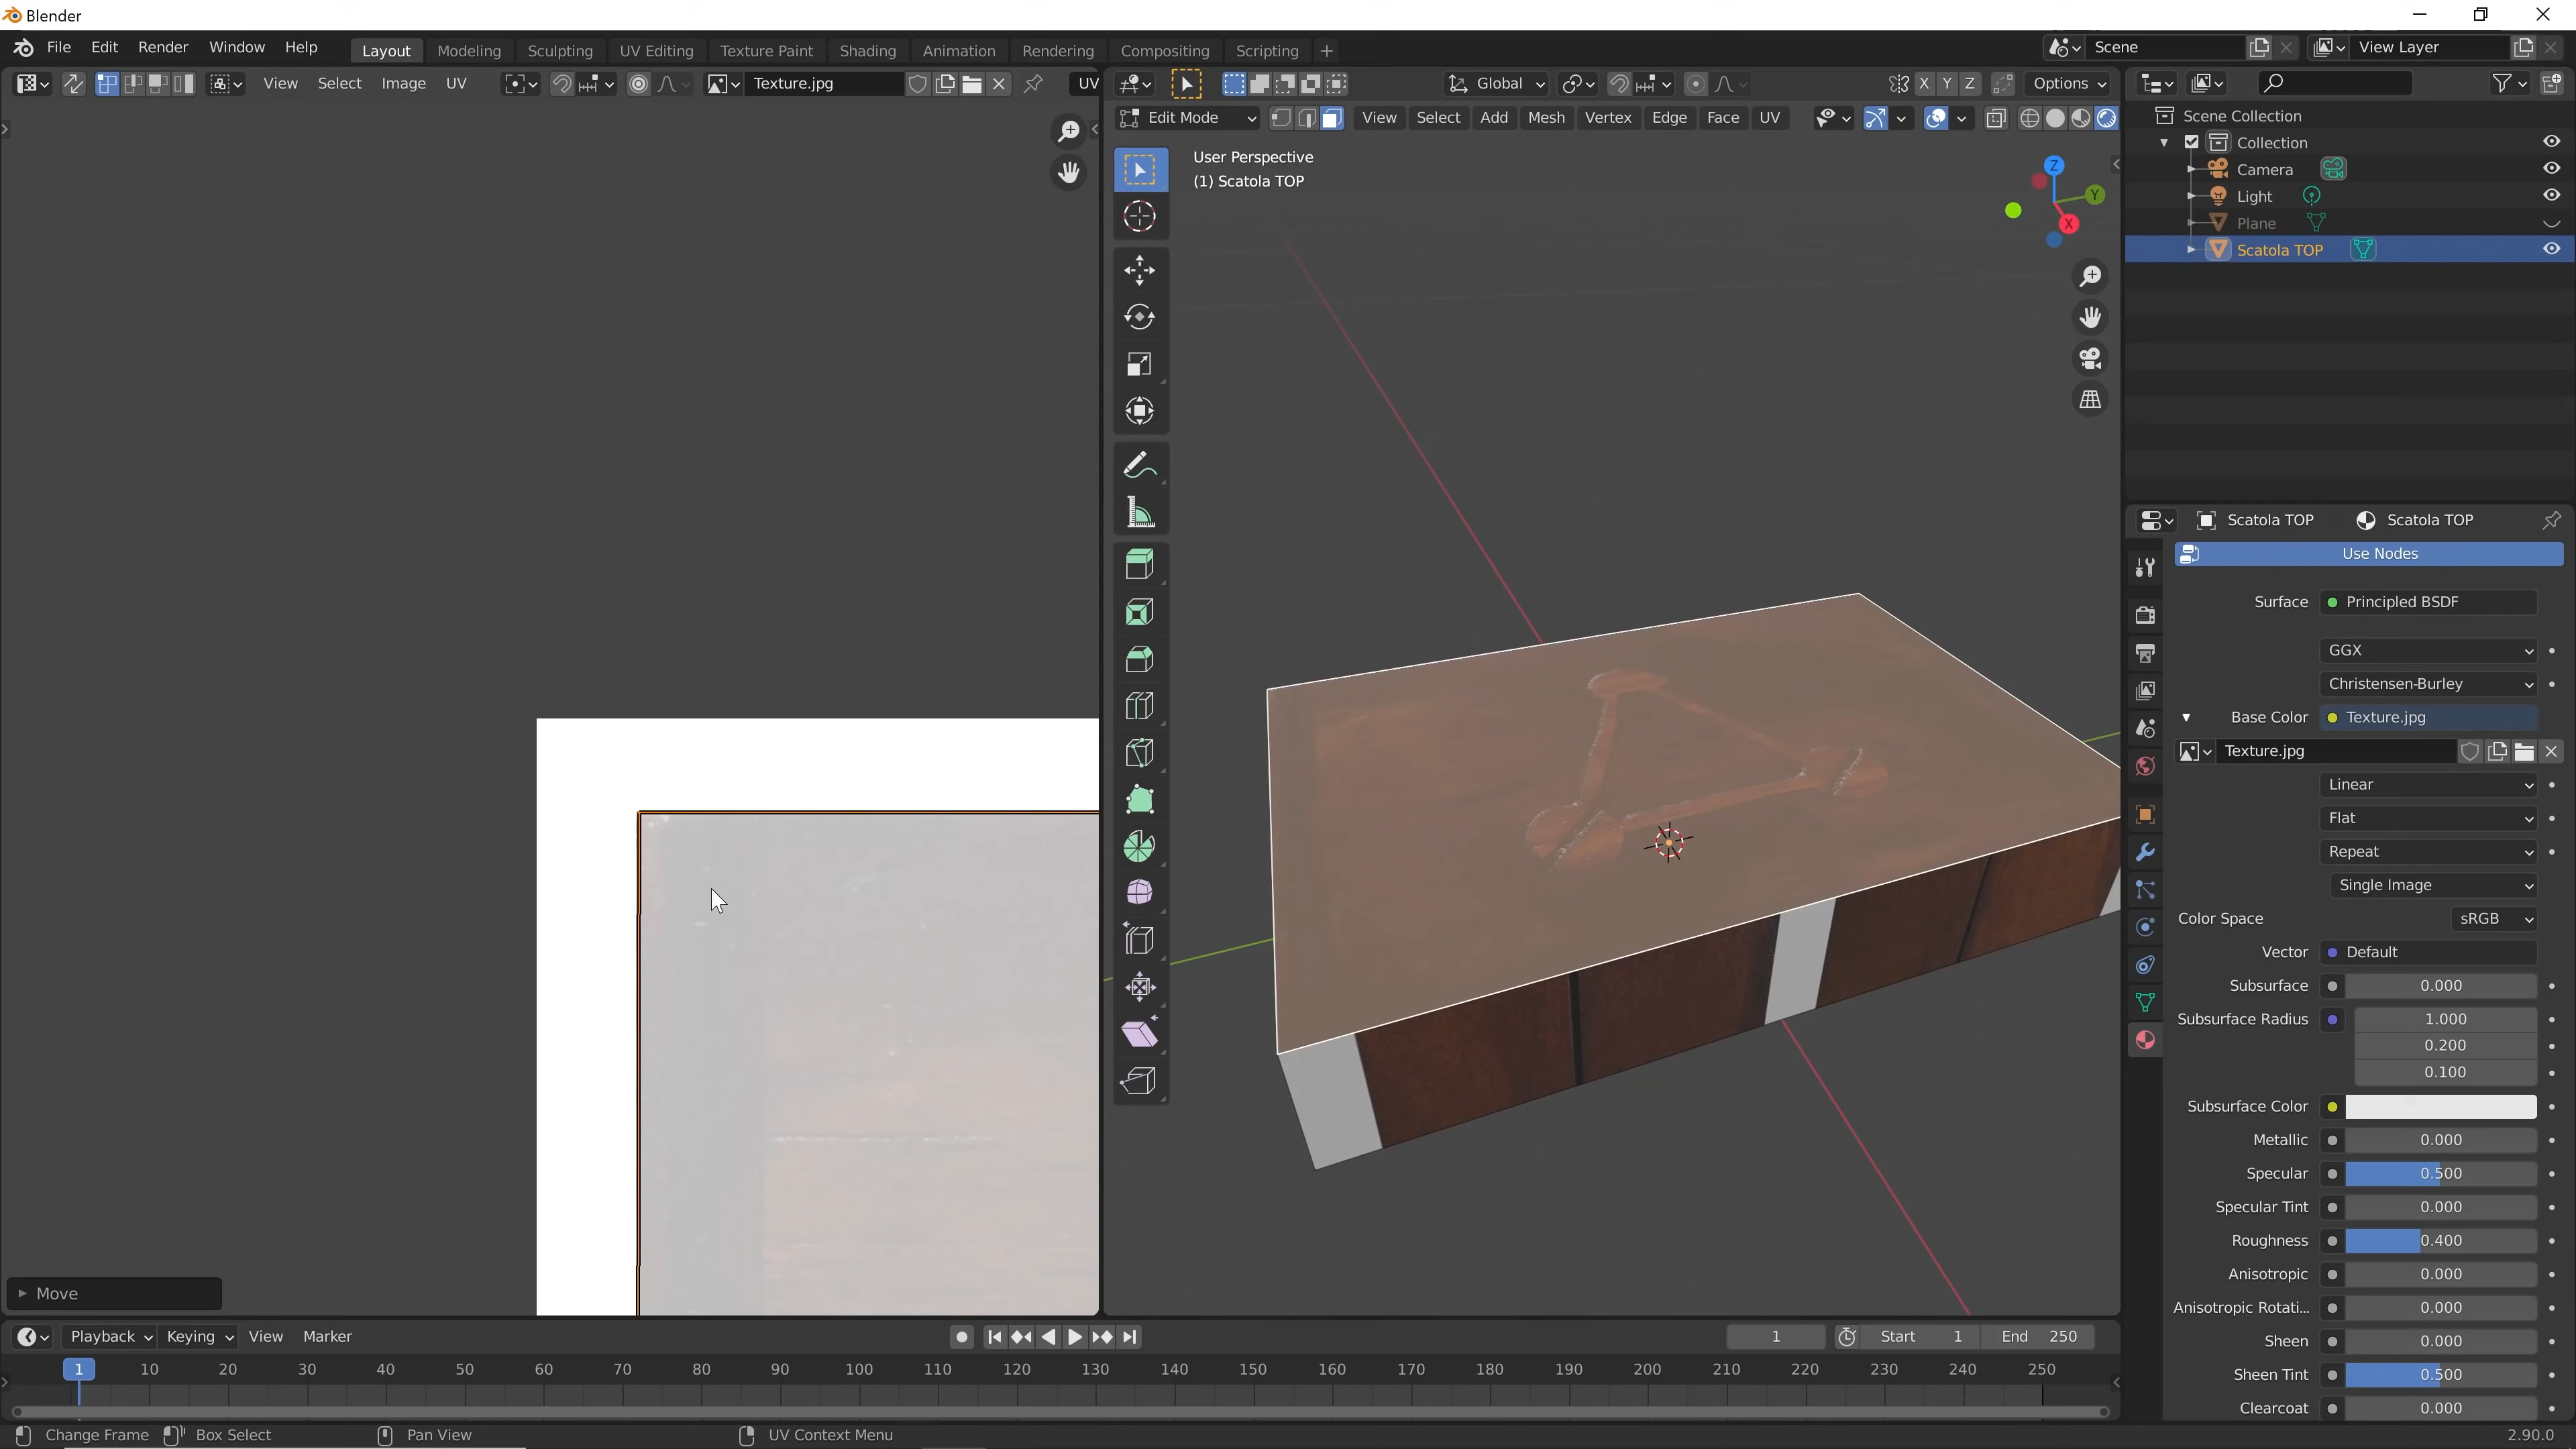 Blender
File Edit Render Window Help Layout Modeling Sculpting UV Editing Texture Paint Shading Animation Rendering Compositing Scripting + Scene View Layer
View Select Image UV Texture.jpg UV
Global X Y Z Options
Edit Mode View Select Add Mesh Vertex Edge Face UV
User Perspective
(1) Scatola TOP
Z
Y
X
Scene Collection
Collection
Camera
Light
Plane
Scatola TOP
Scatola TOP Scatola TOP
Use Nodes
Surface Principled BSDF
GGX
Christensen-Burley
Base Color Texture.jpg
Texture.jpg
Linear
Flat
Repeat
Single Image
Color Space sRGB
Vector Default
Subsurface 0.000
Subsurface Radius 1.000
0.200
0.100
Subsurface Color
Metallic 0.000
Specular 0.500
Specular Tint 0.000
Roughness 0.400
Anisotropic 0.000
Anisotropic Rotati... 0.000
Sheen 0.000
Sheen Tint 0.500
Clearcoat 0.000
Move
Playback Keying View Marker 1 Start 1 End 250
1 10 20 30 40 50 60 70 80 90 100 110 120 130 140 150 160 170 180 190 200 210 220 230 240 250
Change Frame Box Select Pan View UV Context Menu 2.90.0